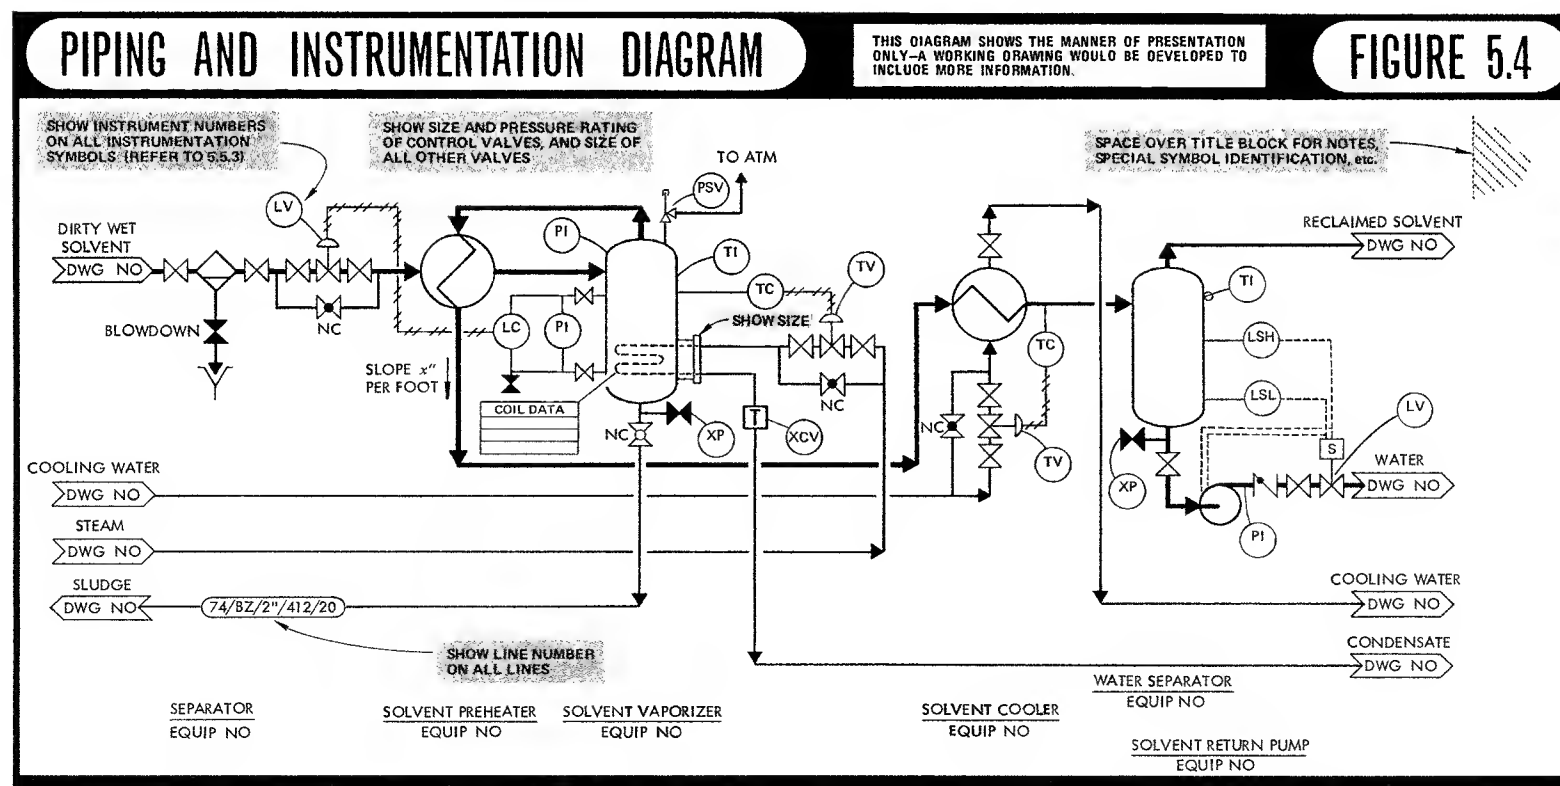 PIPING AND INSTRUMENTATION DIAGRAM
THIS OIAGRAM SHOWS THE MANNER OF PRESENTATION
ONLY—A WORKING ORAWING WOULD BE OEVELOPED TO
INCLUOE MORE INFORMATION.
FIGURE 5.4
SHOW INSTRUMENT NUMBERS
ON ALL INSTRUMENTATION
SYMBOLS (REFER TO 5.5.3)
SHOW SIZE AND PRESSURE RATING
OF CONTROL VALVES, AND SIZE OF
ALL OTHER VALVES
SPACE OVER TITLE BLOCK FOR NOTES,
SPECIAL SYMBOL IDENTIFICATION, etc.
TO ATM
PSV
LV
DIRTY WET
SOLVENT
DWG NO
BLOWDOWN
NC
PI
TI
TC
TV
LC
PI
SHOW SIZE
SLOPE x"
PER FOOT
COIL DATA
NC
XP
T
XCV
NC
TC
NC
TV
RECLAIMED SOLVENT
DWG NO
TI
LSH
LSL
LV
S
XP
PI
WATER
DWG NO
COOLING WATER
DWG NO
STEAM
DWG NO
SLUDGE
DWG NO
74/BZ/2"/412/20
SHOW LINE NUMBER
ON ALL LINES
COOLING WATER
DWG NO
CONDENSATE
DWG NO
SEPARATOR
EQUIP NO
SOLVENT PREHEATER
EQUIP NO
SOLVENT VAPORIZER
EQUIP NO
SOLVENT COOLER
EQUIP NO
WATER SEPARATOR
EQUIP NO
SOLVENT RETURN PUMP
EQUIP NO